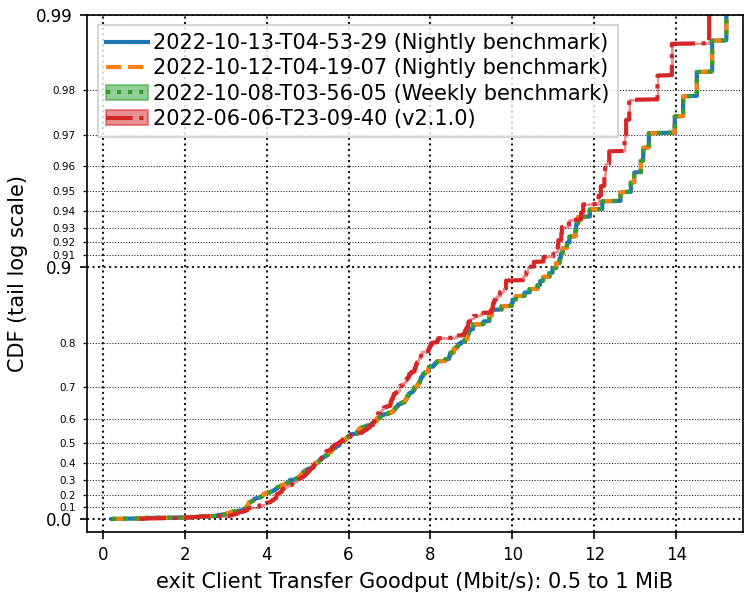 0.99
2022-10-13-T04-53-29 (Nightly benchmark)
2022-10-12-T04-19-07 (Nightly benchmark)
2022-10-08-T03-56-05 (Weekly benchmark)
2022-06-06-T23-09-40 (v2.1.0)
0.98
0.97
0.96
0.95
0.94
0.93
0.92
0.91
0.9
0.8
0.7
0.6
0.5
0.4
0.3
0.2
0.1
0.0
CDF (tail log scale)
0 2 4 6 8 10 12 14
exit Client Transfer Goodput (Mbit/s): 0.5 to 1 MiB